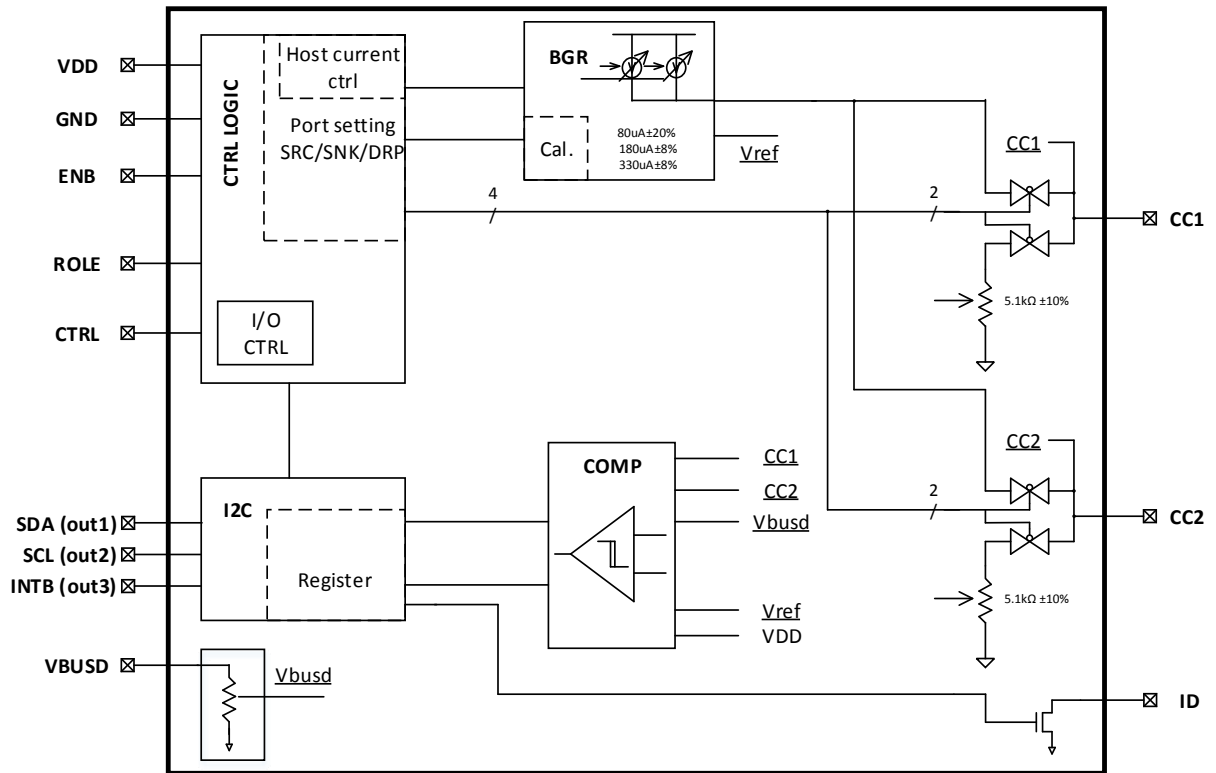 VDD
GND
ENB
ROLE
CTRL
CTRL LOGIC
Host current
ctrl
Port setting
SRC/SNK/DRP
I/O
CTRL
BGR
Cal.
80uA±20%
180uA±8%
330uA±8%
Vref
4
2
CC1
CC1
5.1kΩ ±10%
SDA (out1)
SCL (out2)
INTB (out3)
I2C
Register
COMP
CC1
CC2
Vbusd
Vref
VDD
2
CC2
CC2
5.1kΩ ±10%
VBUSD
Vbusd
ID